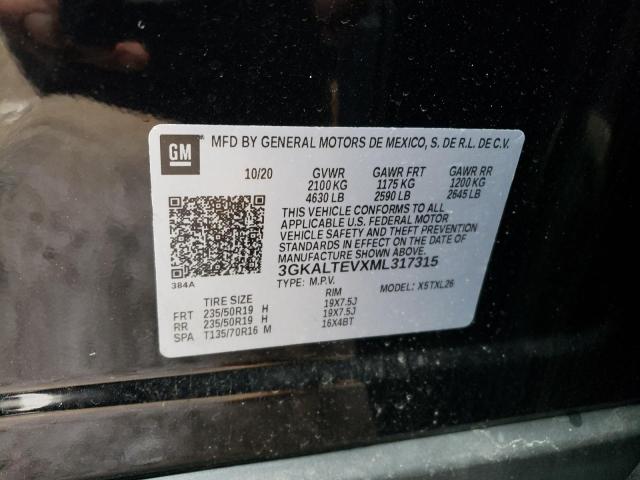 GM
MFD BY GENERAL MOTORS DE MEXICO, S. DE R.L. DE C.V.
10/20 GVWR GAWR FRT GAWR RR
2100 KG 1175 KG 1200 KG
4630 LB 2590 LB 2645 LB
THIS VEHICLE CONFORMS TO ALL
APPLICABLE U.S. FEDERAL MOTOR
VEHICLE SAFETY AND THEFT PREVENTION
STANDARDS IN EFFECT ON THE DATE OF
MANUFACTURE SHOWN ABOVE.
3GKALTEVXML317315
384A
TYPE: M.P.V. MODEL: X5TXL26
TIRE SIZE RIM
FRT 235/50R19 H 19X7.5J
RR 235/50R19 H 19X7.5J
SPA T135/70R16 M 16X4BT